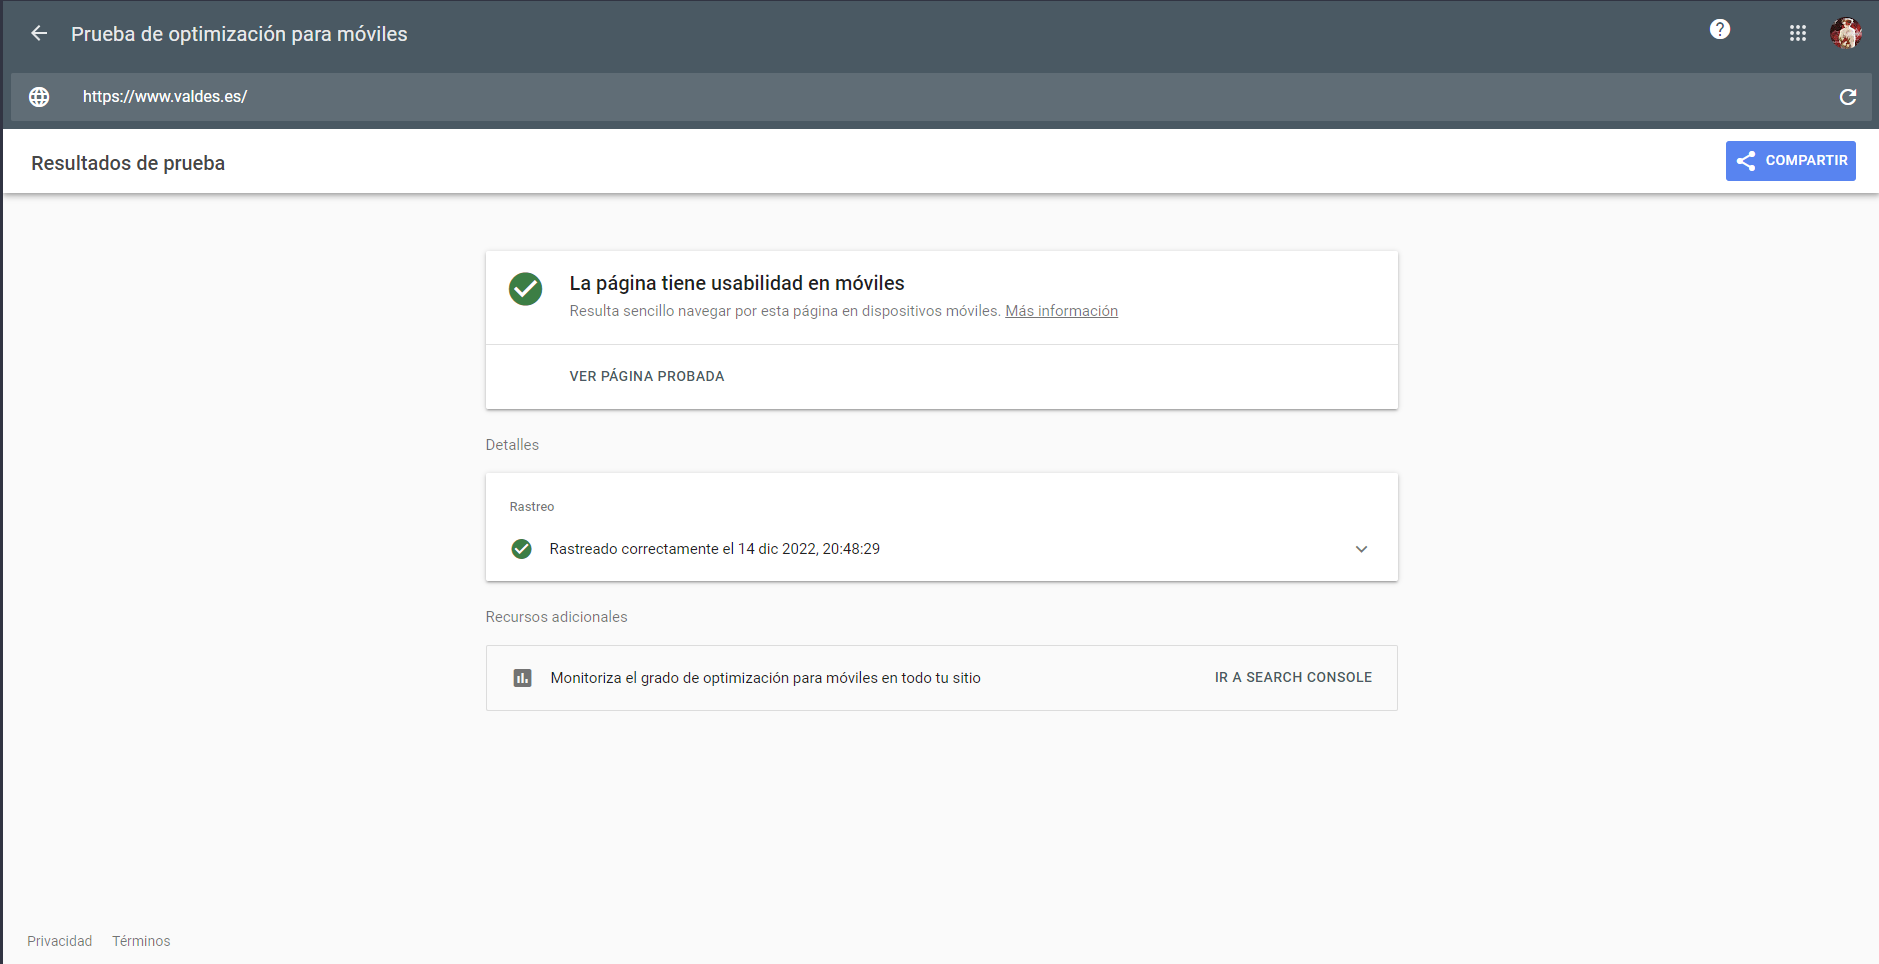 Prueba de optimización para móviles
https://www.valdes.es/
Resultados de prueba
COMPARTIR
La página tiene usabilidad en móviles
Resulta sencillo navegar por esta página en dispositivos móviles. Más información
VER PÁGINA PROBADA
Detalles
Rastreo
Rastreado correctamente el 14 dic 2022, 20:48:29
Recursos adicionales
Monitoriza el grado de optimización para móviles en todo tu sitio
IR A SEARCH CONSOLE
Privacidad Términos